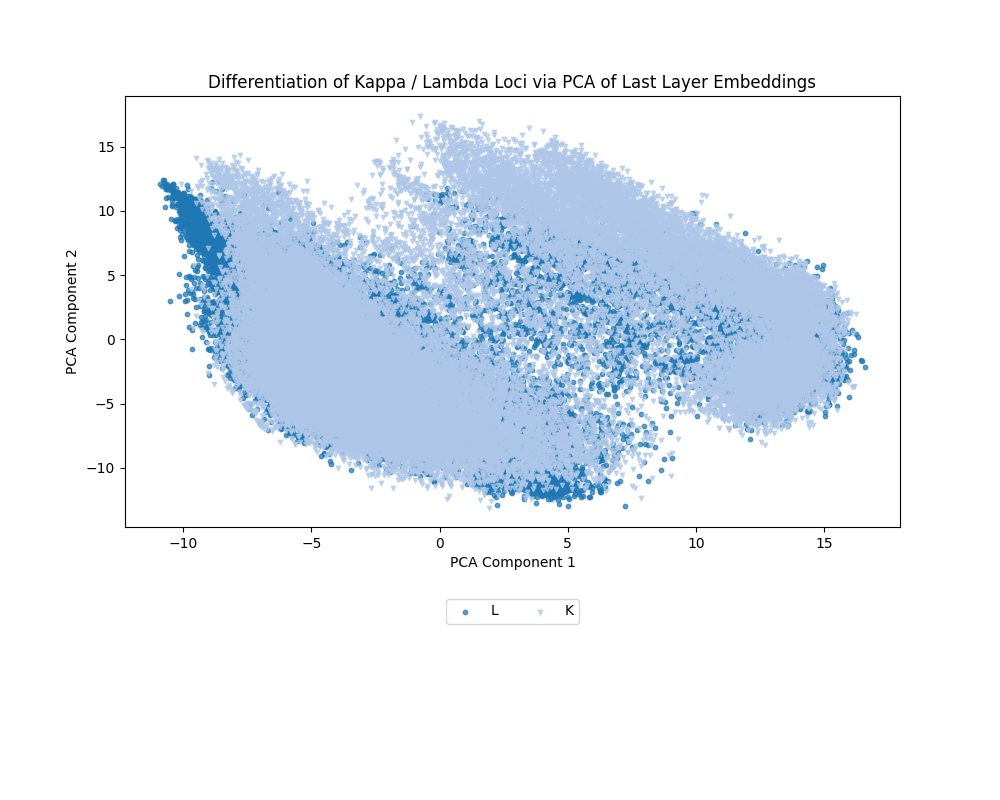 Differentiation of Kappa / Lambda Loci via PCA of Last Layer Embeddings
15
10
5
0
−5
−10
PCA Component 2
−10
−5
0
5
10
15
PCA Component 1
L
K